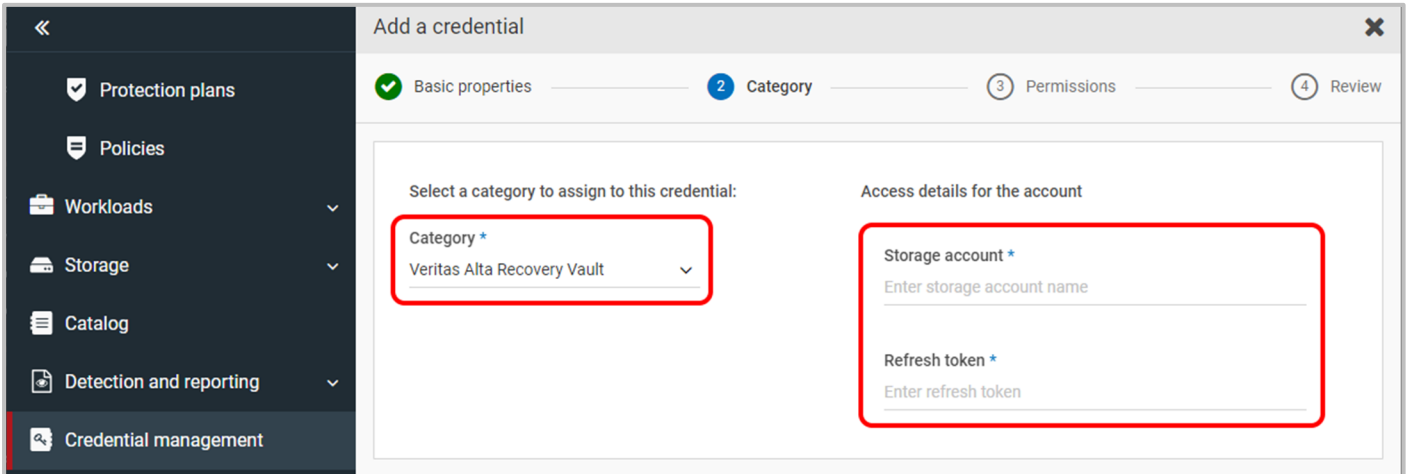 Protection plans
Policies
Workloads
Storage
Catalog
Detection and reporting
Credential management
Add a credential
Basic properties
2 Category
3 Permissions
4 Review
Select a category to assign to this credential:
Category *
Veritas Alta Recovery Vault
Access details for the account
Storage account *
Enter storage account name
Refresh token *
Enter refresh token